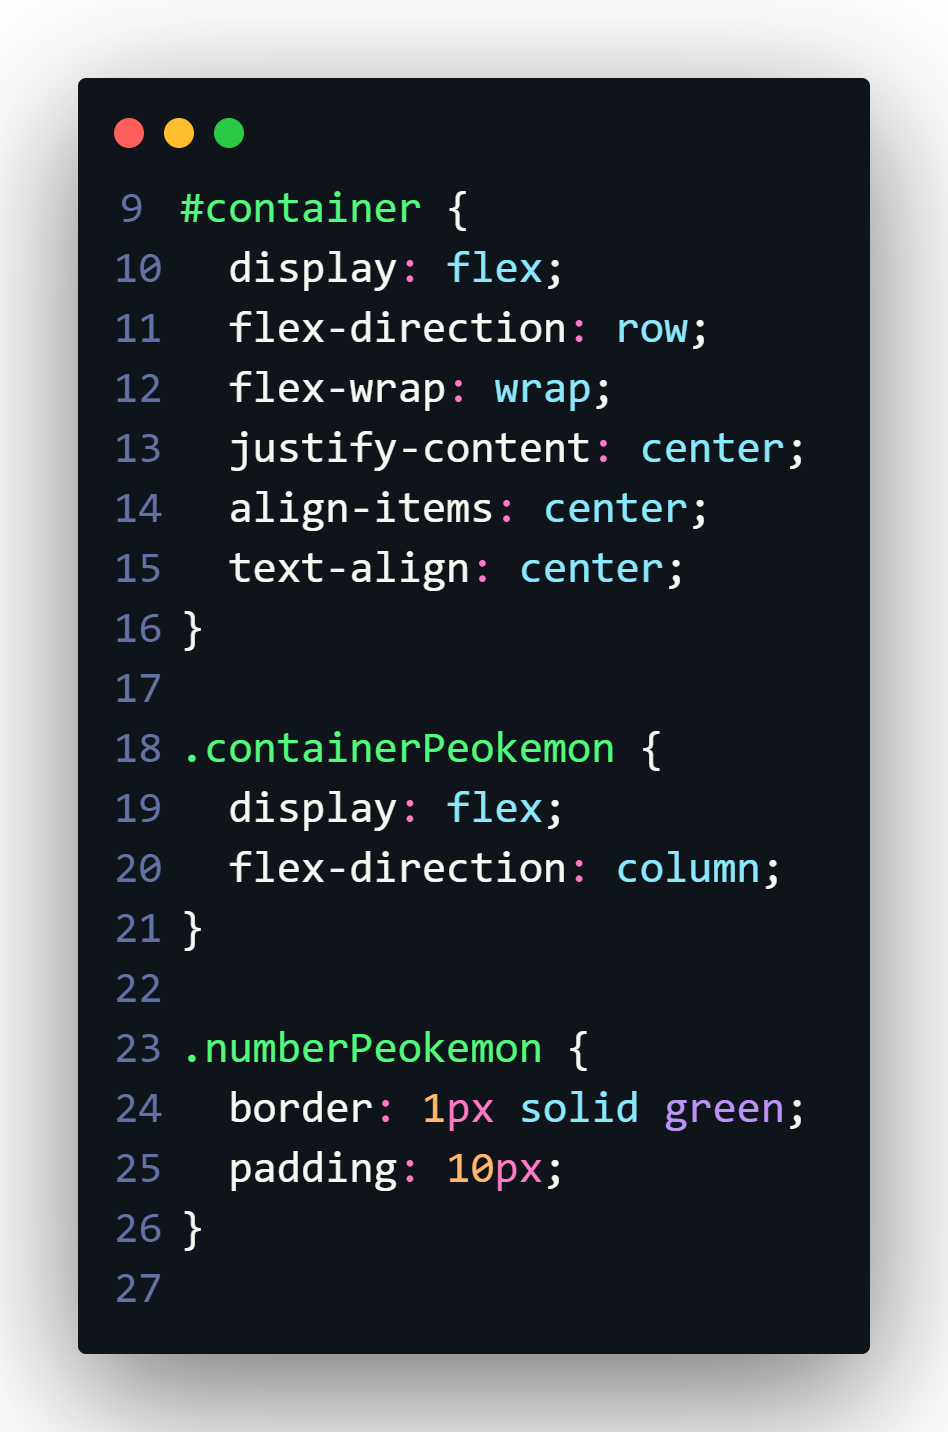 9 #container {
10   display: flex;
11   flex-direction: row;
12   flex-wrap: wrap;
13   justify-content: center;
14   align-items: center;
15   text-align: center;
16 }
17
18 .containerPeokemon {
19   display: flex;
20   flex-direction: column;
21 }
22
23 .numberPeokemon {
24   border: 1px solid green;
25   padding: 10px;
26 }
27